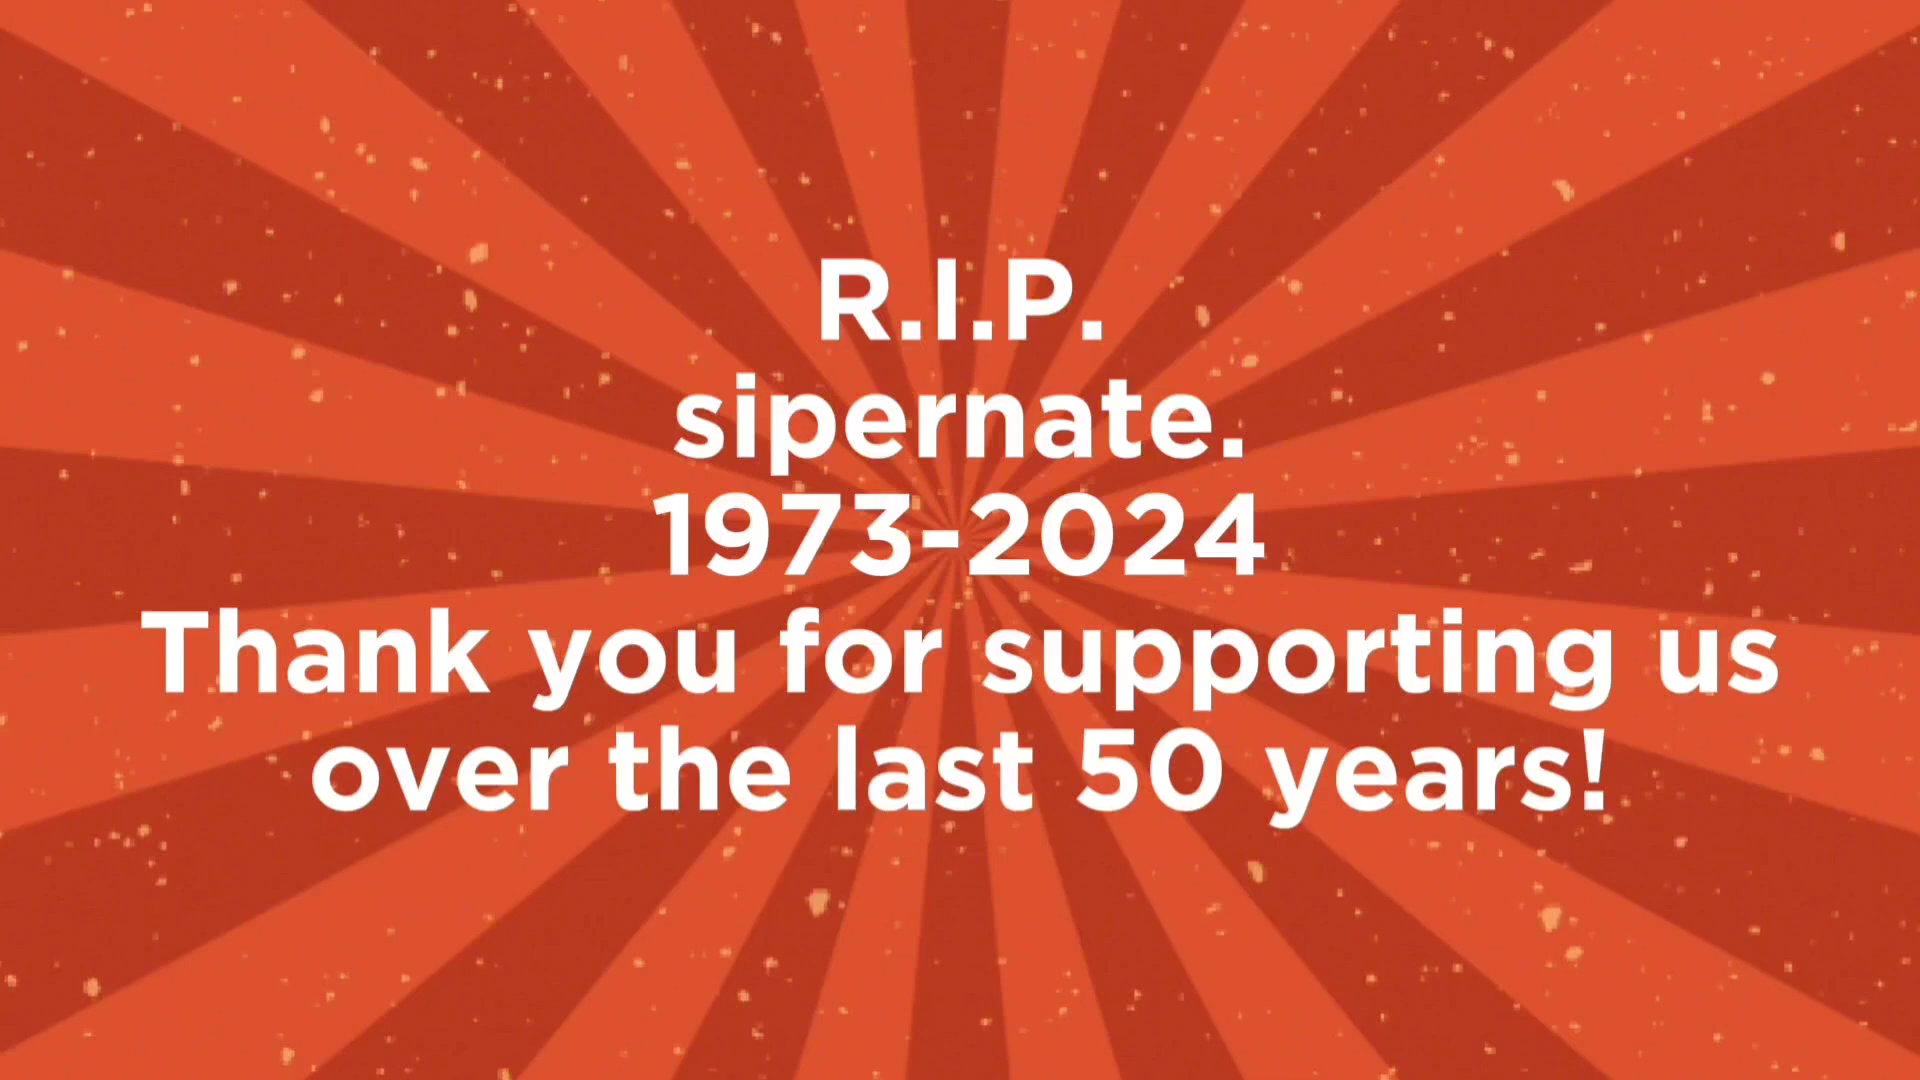 R.I.P.
sipernate.
1973-2024
Thank you for supporting us
over the last 50 years!